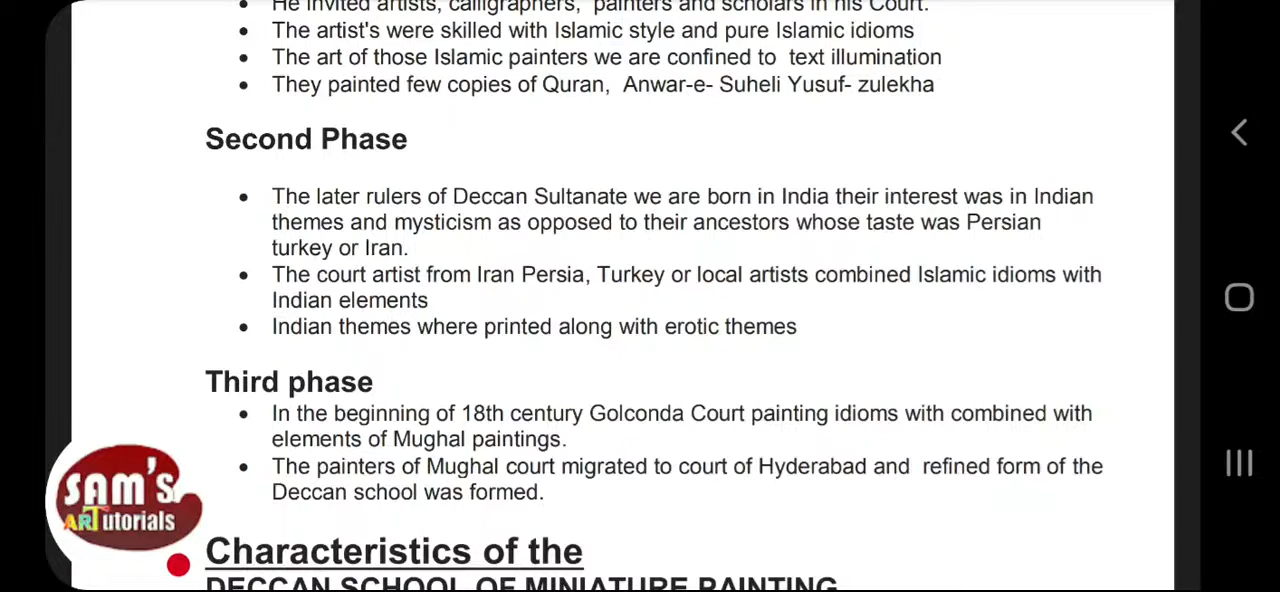 He invited artists, calligraphers, painters and scholars in his Court.
The artist's were skilled with Islamic style and pure Islamic idioms
The art of those Islamic painters we are confined to text illumination
They painted few copies of Quran, Anwar-e- Suheli Yusuf- zulekha
Second Phase
The later rulers of Deccan Sultanate we are born in India their interest was in Indian
themes and mysticism as opposed to their ancestors whose taste was Persian
turkey or Iran.
The court artist from Iran Persia, Turkey or local artists combined Islamic idioms with
Indian elements
Indian themes where printed along with erotic themes
Third phase
In the beginning of 18th century Golconda Court painting idioms with combined with
elements of Mughal paintings.
The painters of Mughal court migrated to court of Hyderabad and refined form of the
Deccan school was formed.
SAM'S
ARTutorials
Characteristics of the
DECCAN SCHOOL OF MINIATURE PAINTING